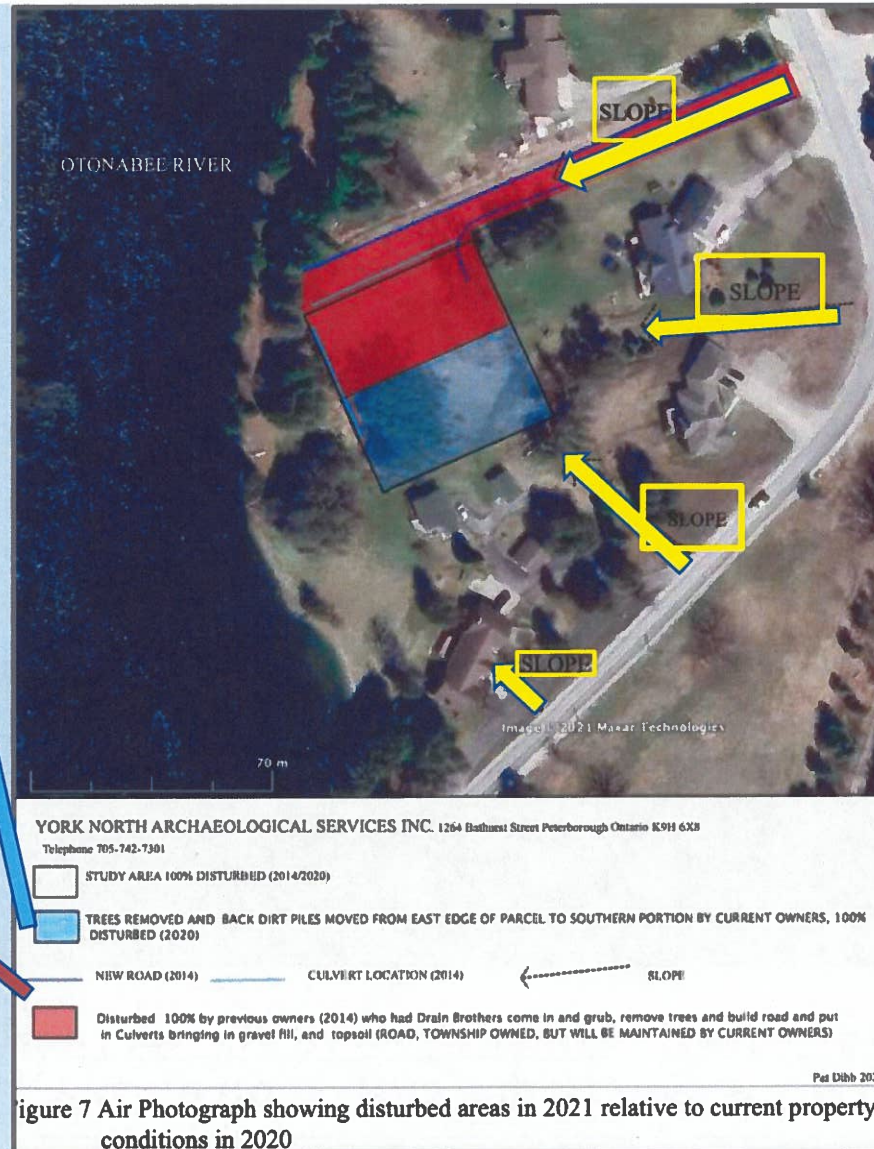 OTONABEE RIVER
SLOPE
SLOPE
SLOPE
SLOPE
Image © 2021 Maxar Technologies
70 m
YORK NORTH ARCHAEOLOGICAL SERVICES INC. 1264 Bathurst Street Peterborough Ontario K9H 6X8
Telephone 705-742-7301
STUDY AREA 100% DISTURBED (2014/2020)
TREES REMOVED AND BACK DIRT PILES MOVED FROM EAST EDGE OF PARCEL TO SOUTHERN PORTION BY CURRENT OWNERS, 100%
DISTURBED (2020)
NEW ROAD (2014) CULVERT LOCATION (2014) SLOPE
Disturbed 100% by previous owners (2014) who had Drain Brothers come in and grub, remove trees and build road and put
in Culverts bringing in gravel fill, and topsoil (ROAD, TOWNSHIP OWNED, BUT WILL BE MAINTAINED BY CURRENT OWNERS)
Pat Dibb 202
igure 7 Air Photograph showing disturbed areas in 2021 relative to current property
conditions in 2020